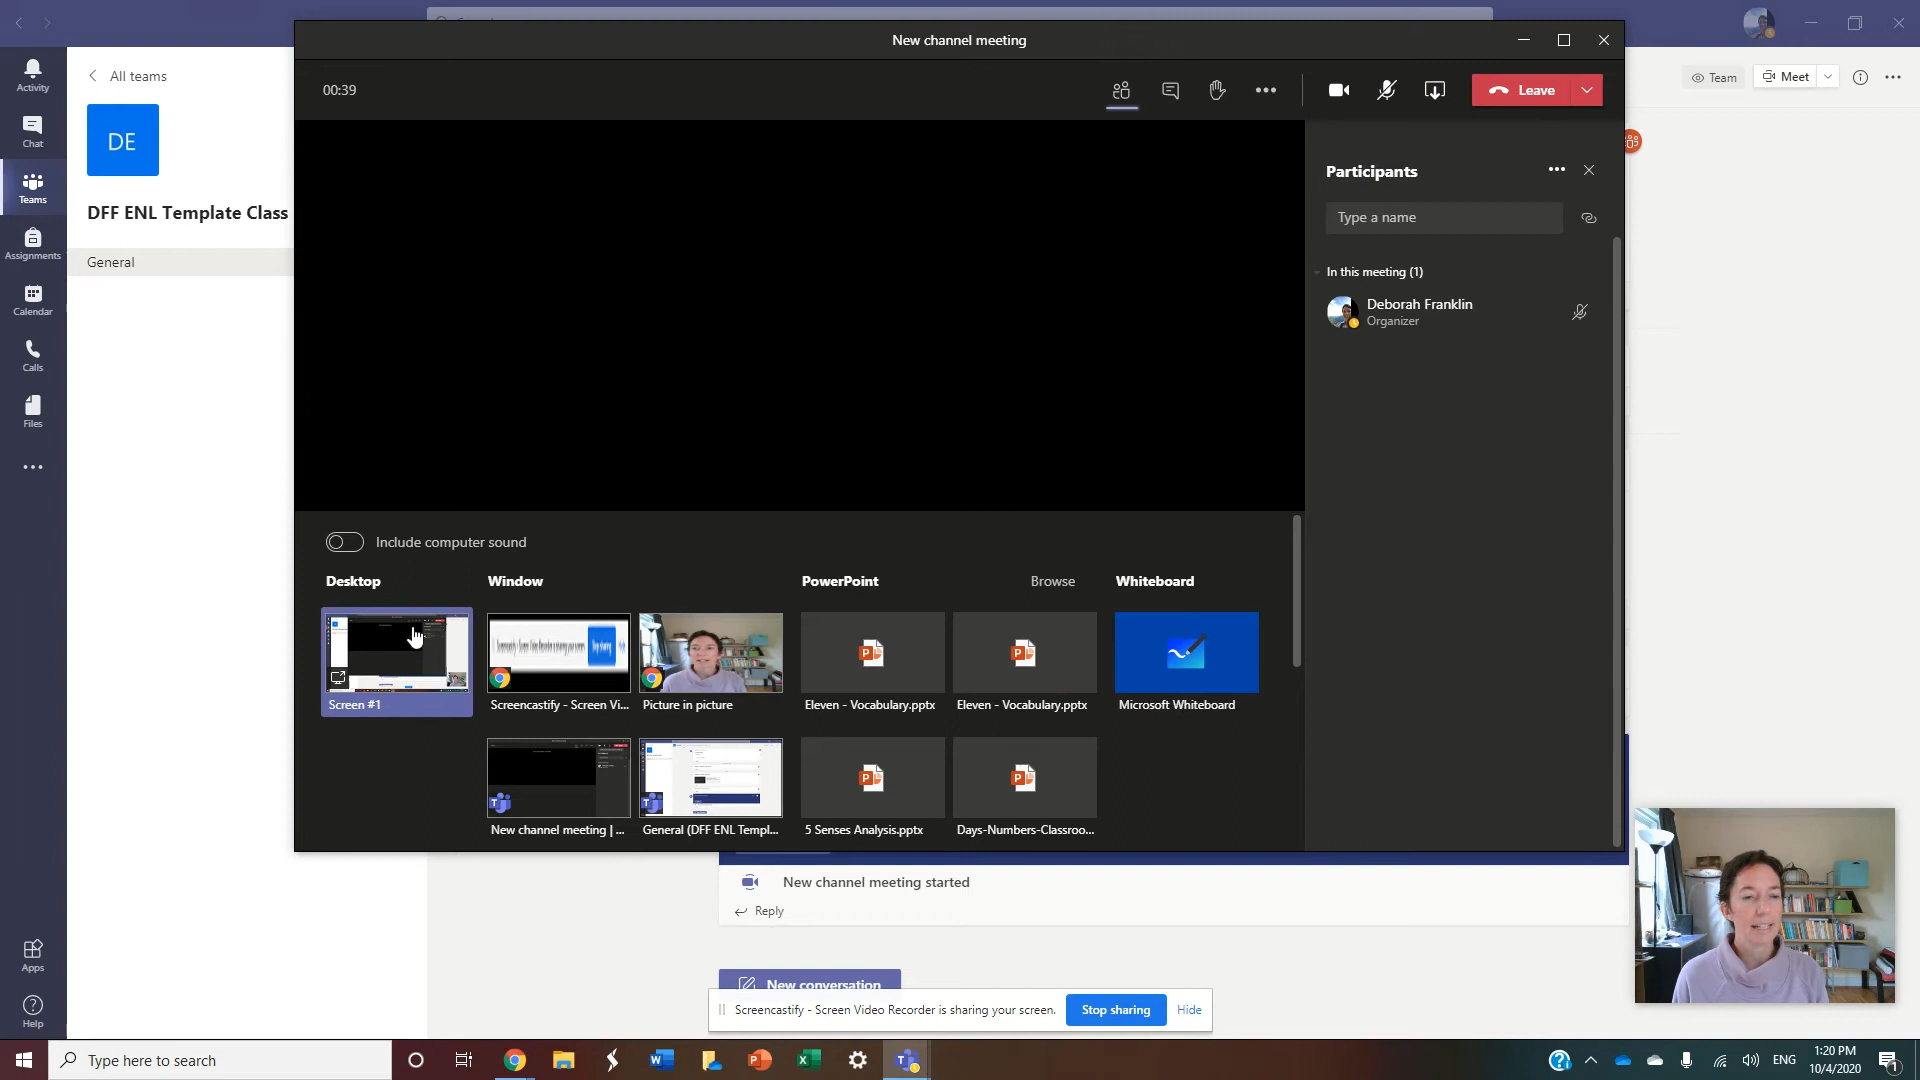 New channel meeting
00:39
Leave
Activity
Chat
Teams
Assignments
Calendar
Calls
Files
Apps
Help
All teams
DE
DFF ENL Template Class
General
Team
Meet
Participants
Type a name
In this meeting (1)
Deborah Franklin
Organizer
Include computer sound
Desktop
Window
PowerPoint
Browse
Whiteboard
Screen #1
Screencastify - Screen Vi...
Picture in picture
Eleven - Vocabulary.pptx
Eleven - Vocabulary.pptx
Microsoft Whiteboard
New channel meeting | ...
General (DFF ENL Templ...
5 Senses Analysis.pptx
Days-Numbers-Classroo...
New channel meeting started
Reply
New conversation
Screencastify - Screen Video Recorder is sharing your screen.
Stop sharing
Hide
Type here to search
ENG
1:20 PM
10/4/2020
1